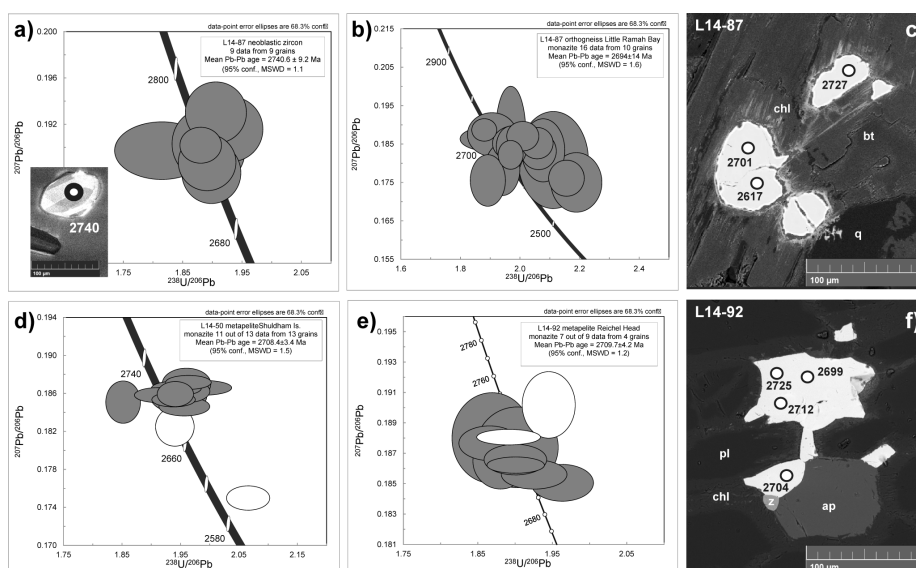 a)
data-point error ellipses are 68.3% conf
L14-87 neoblastic zircon
9 data from 9 grains
Mean Pb-Pb age = 2740.6 ± 9.2 Ma
(95% conf., MSWD = 1.1
0.200
0.196
0.192
0.188
0.184
0.180
207Pb/206Pb
2800
2680
2740
100 µm
1.75
1.85
1.95
2.05
238U/206Pb
b)
data-point error ellipses are 68.3% conf
L14-87 orthogneiss Little Ramah Bay
monazite 16 data from 10 grains
Mean Pb-Pb age = 2694±14 Ma
(95% conf., MSWD = 1.6)
0.215
0.205
0.195
0.185
0.175
0.165
0.155
207Pb/206Pb
2900
2700
2500
1.6
1.8
2.0
2.2
2.4
2.6
238U/206Pb
L14-87
c
2727
chl
bt
2701
2617
q
100 µm
d)
data-point error ellipses are 68.3% conf
L14-50 metapeliteShuldham Is.
monazite 11 out of 13 data from 13 grains
Mean Pb-Pb age = 2708.4±3.4 Ma
(95% conf., MSWD = 1.5)
0.194
0.190
0.186
0.182
0.178
0.174
0.170
207Pb/206Pb
2740
2660
2580
1.75
1.85
1.95
2.05
2.15
238U/206Pb
e)
data-point error ellipses are 68.3% conf
L14-92 metapelite Reichel Head
monazite 7 out of 9 data from 4 grains
Mean Pb-Pb age = 2709.7±4.2 Ma
(95% conf., MSWD = 1.2)
0.197
0.193
0.189
0.185
0.181
207Pb/206Pb
2780
2760
2680
1.75
1.85
1.95
2.05
238U/206Pb
L14-92
f)
2725
2699
2712
pl
2704
chl
z
ap
100 µm